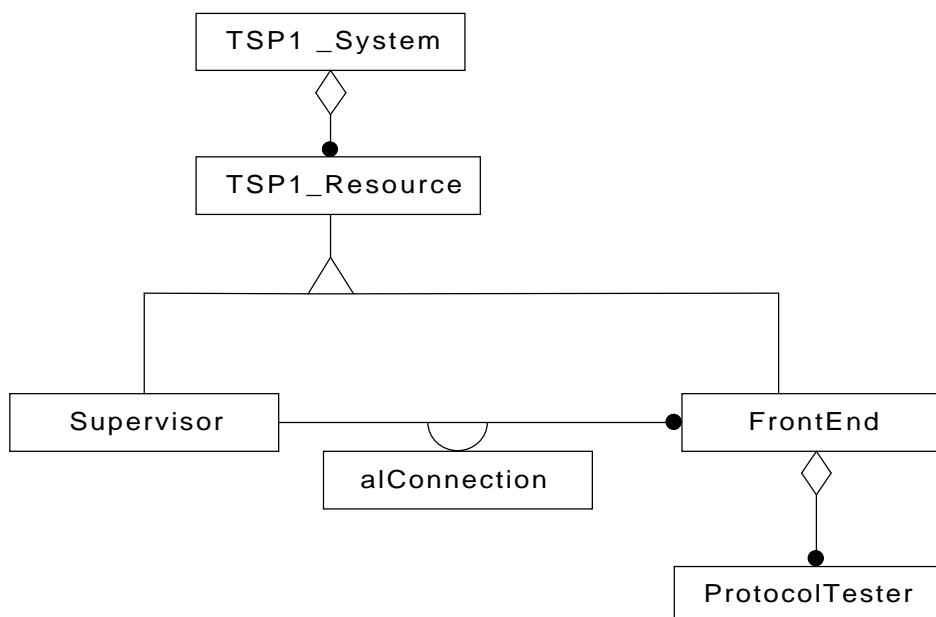 TSP1 _System
TSP1_Resource
Supervisor
FrontEnd
alConnection
ProtocolTester